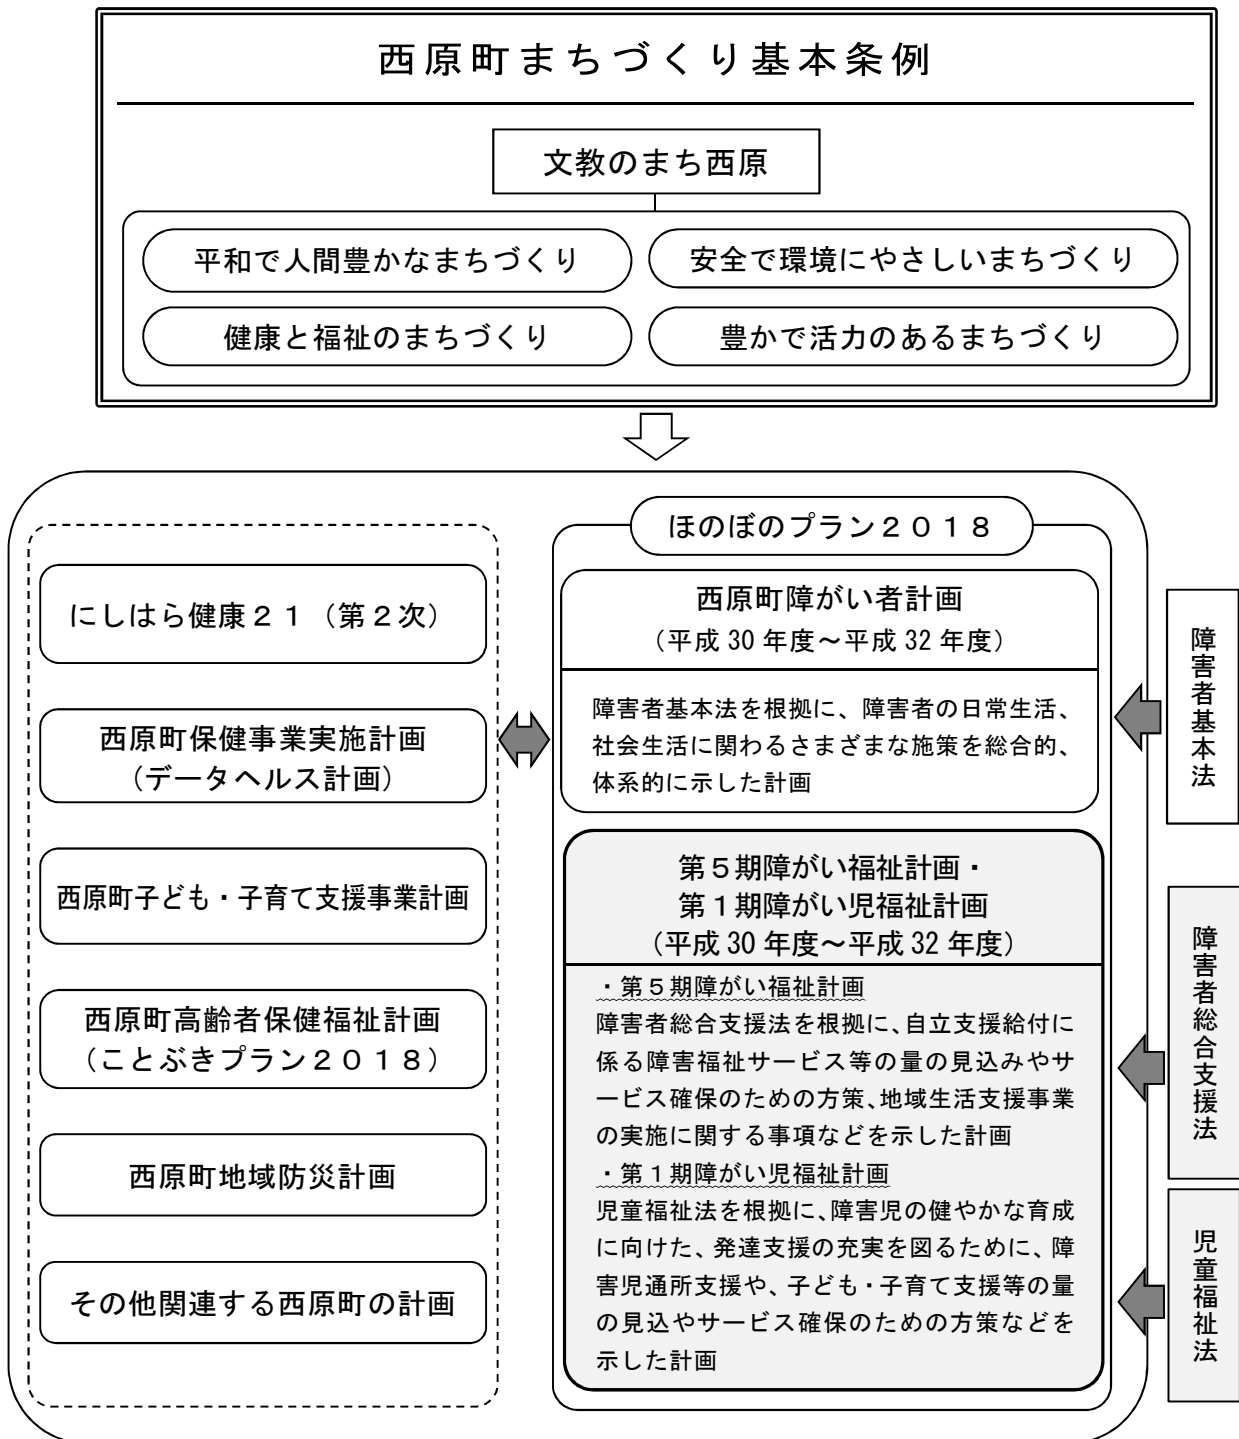 西原町まちづくり基本条例
文教のまち西原
平和で人間豊かなまちづくり
安全で環境にやさしいまちづくり
健康と福祉のまちづくり
豊かで活力のあるまちづくり
にしはら健康２１（第２次）
西原町保健事業実施計画
（データヘルス計画）
西原町子ども・子育て支援事業計画
西原町高齢者保健福祉計画
（ことぶきプラン２０１８）
西原町地域防災計画
その他関連する西原町の計画
ほのぼのプラン２０１８
西原町障がい者計画
（平成 30 年度～平成 32 年度）
障害者基本法を根拠に、障害者の日常生活、
社会生活に関わるさまざまな施策を総合的、
体系的に示した計画
第５期障がい福祉計画・
第１期障がい児福祉計画
（平成 30 年度～平成 32 年度）
・第５期障がい福祉計画
障害者総合支援法を根拠に、自立支援給付に
係る障害福祉サービス等の量の見込みやサ
ービス確保のための方策、地域生活支援事業
の実施に関する事項などを示した計画
・第１期障がい児福祉計画
児童福祉法を根拠に、障害児の健やかな育成
に向けた、発達支援の充実を図るために、障
害児通所支援や、子ども・子育て支援等の量
の見込やサービス確保のための方策などを
示した計画
障害者基本法
障害者総合支援法
児童福祉法